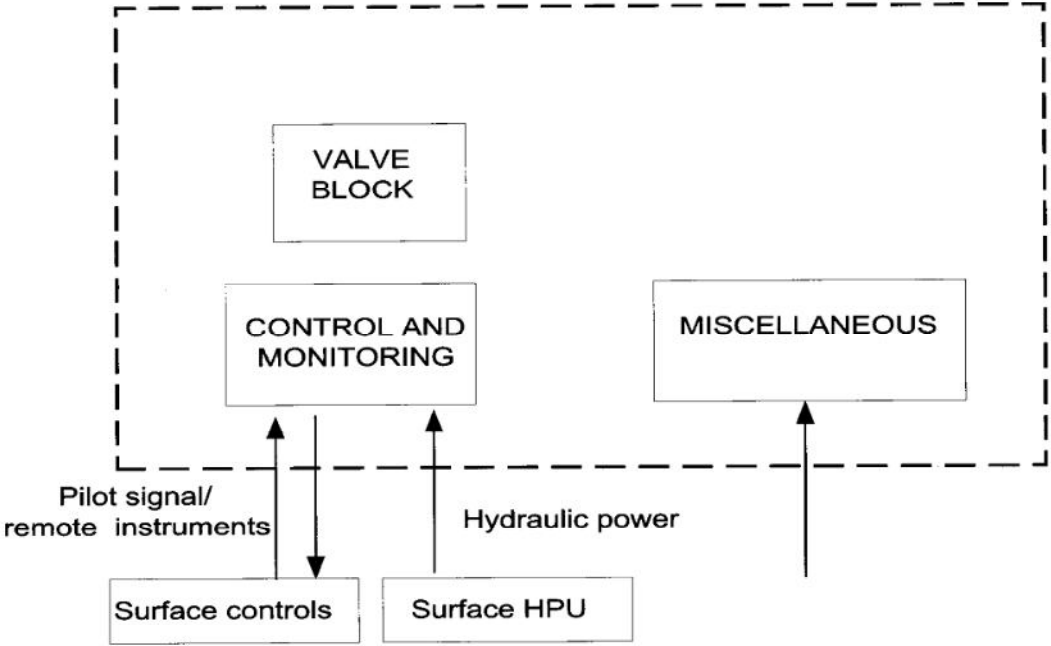 VALVE
BLOCK
CONTROL AND
MONITORING
MISCELLANEOUS
Pilot signal/
remote instruments
Hydraulic power
Surface controls
Surface HPU